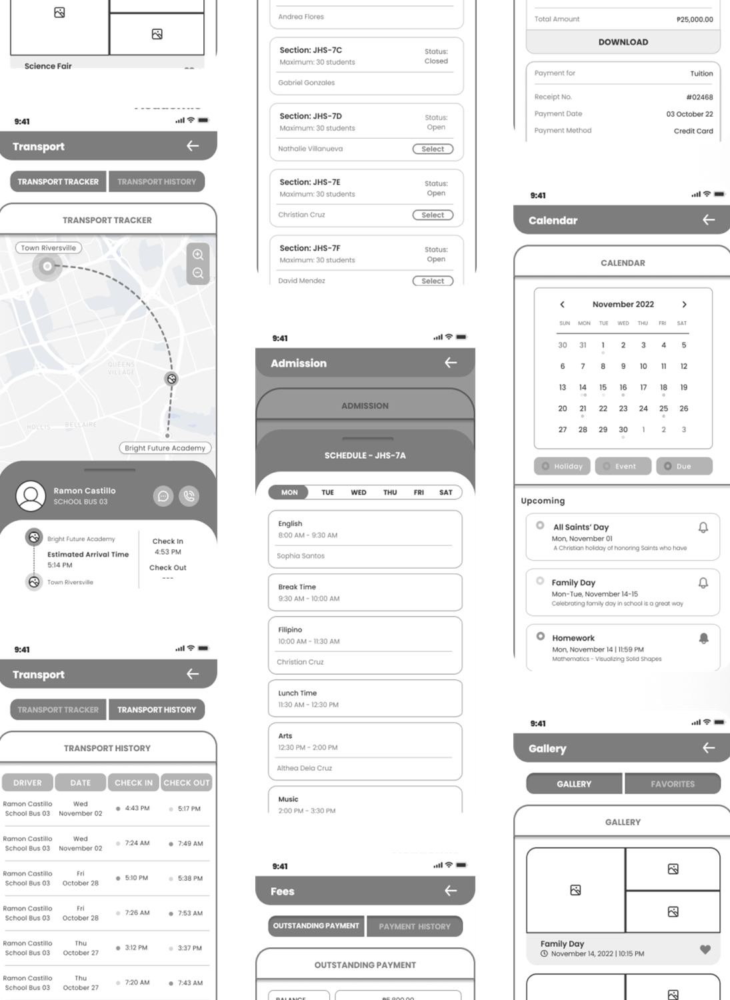 Science Fair
9:41
Transport
TRANSPORT TRACKER
TRANSPORT HISTORY
TRANSPORT TRACKER
Town Riversville
QUEENS
VILLAGE
HOLLIS
BELLAIRE
Bright Future Academy
Ramon Castillo
SCHOOL BUS 03
Bright Future Academy
Estimated Arrival Time
5:14 PM
Town Riversville
Check In
4:53 PM
Check Out
---
9:41
Transport
TRANSPORT TRACKER
TRANSPORT HISTORY
TRANSPORT HISTORY
DRIVER DATE CHECK IN CHECK OUT
Ramon Castillo Wed
School Bus 03 November 02 4:43 PM 5:17 PM
Ramon Castillo Wed
School Bus 03 November 02 7:24 AM 7:49 AM
Ramon Castillo Fri
School Bus 03 October 28 5:10 PM 5:38 PM
Ramon Castillo Fri
School Bus 03 October 28 7:26 AM 7:53 AM
Ramon Castillo Thu
School Bus 03 October 27 3:12 PM 3:37 PM
Ramon Castillo Thu
School Bus 03 October 27 7:20 AM 7:43 AM
Andrea Flores
Section: JHS-7C Status:
Maximum: 30 students Closed
Gabriel Gonzales
Section: JHS-7D Status:
Maximum: 30 students Open
Nathalie Villanueva Select
Section: JHS-7E Status:
Maximum: 30 students Open
Christian Cruz Select
Section: JHS-7F Status:
Maximum: 30 students Open
David Mendez Select
9:41
Admission
ADMISSION
SCHEDULE - JHS-7A
MON TUE WED THU FRI SAT
English
8:00 AM - 9:30 AM
Sophia Santos
Break Time
9:30 AM - 10:00 AM
Filipino
10:00 AM - 11:30 AM
Christian Cruz
Lunch Time
11:30 AM - 12:30 PM
Arts
12:30 PM - 2:00 PM
Althea Dela Cruz
Music
2:00 PM - 3:30 PM
9:41
Fees
OUTSTANDING PAYMENT
PAYMENT HISTORY
OUTSTANDING PAYMENT
BALANCE ₱5,800.00
Total Amount ₱25,000.00
DOWNLOAD
Payment for Tuition
Receipt No. #02468
Payment Date 03 October 22
Payment Method Credit Card
9:41
Calendar
CALENDAR
November 2022
SUN MON TUE WED THU FRI SAT
30 31 1 2 3 4 5
6 7 8 9 10 11 12
13 14 15 16 17 18 19
20 21 22 23 24 25 26
27 28 29 30 1 2 3
Holiday Event Due
Upcoming
All Saints' Day
Mon, November 01
A Christian holiday of honoring Saints who have
Family Day
Mon-Tue, November 14-15
Celebrating family day in school is a great way
Homework
Mon, November 14 | 11:59 PM
Mathematics - Visualizing Solid Shapes
9:41
Gallery
GALLERY
FAVORITES
GALLERY
Family Day
November 14, 2022 | 10:15 PM